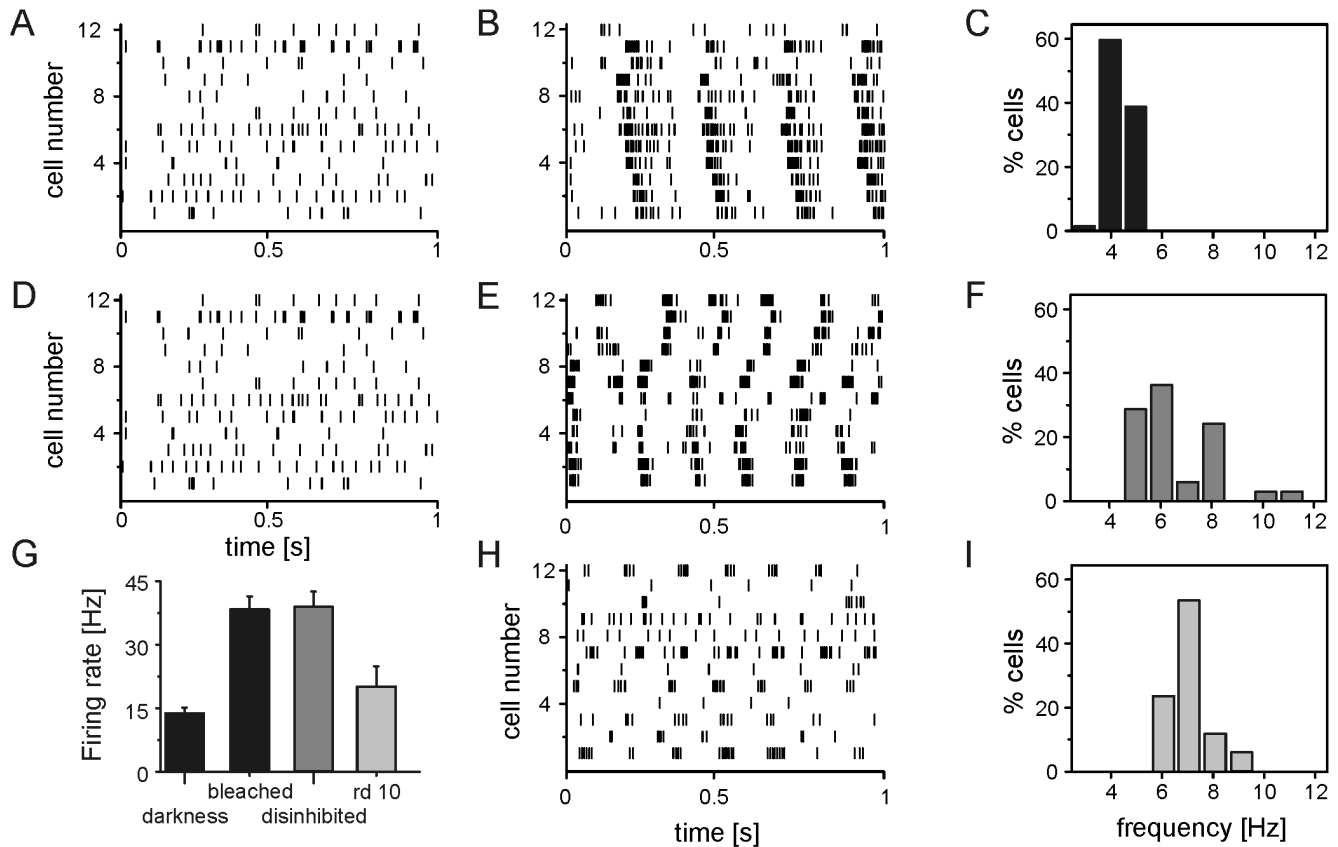 A
cell number
12
8
4
0
0.5
1
B
12
8
4
0
0.5
1
C
% cells
60
40
20
0
4 6 8 10 12
D
cell number
12
8
4
0
0.5
1
time [s]
E
12
8
4
0
0.5
1
F
% cells
60
40
20
0
4 6 8 10 12
G
Firing rate [Hz]
45
30
15
0
bleached rd 10
darkness disinhibited
H
cell number
12
8
4
0
0.5
1
time [s]
I
% cells
60
40
20
0
4 6 8 10 12
frequency [Hz]